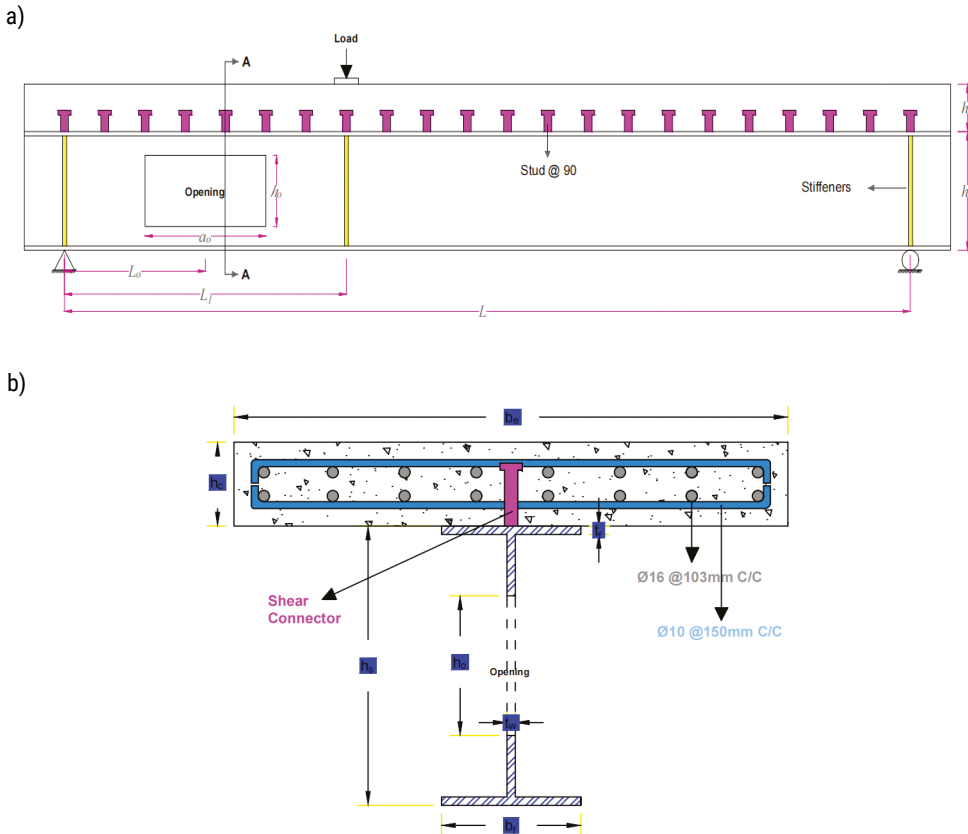 a)
Load
A
h
Stud @ 90
Opening
h₀
Stiffeners
h
a₀
A
L₀
L₁
L
b)
bₑ
h꜀
t
Ø16 @103mm C/C
Shear
Connector
Ø10 @150mm C/C
hₛ
h₀
Opening
t_w
b_f